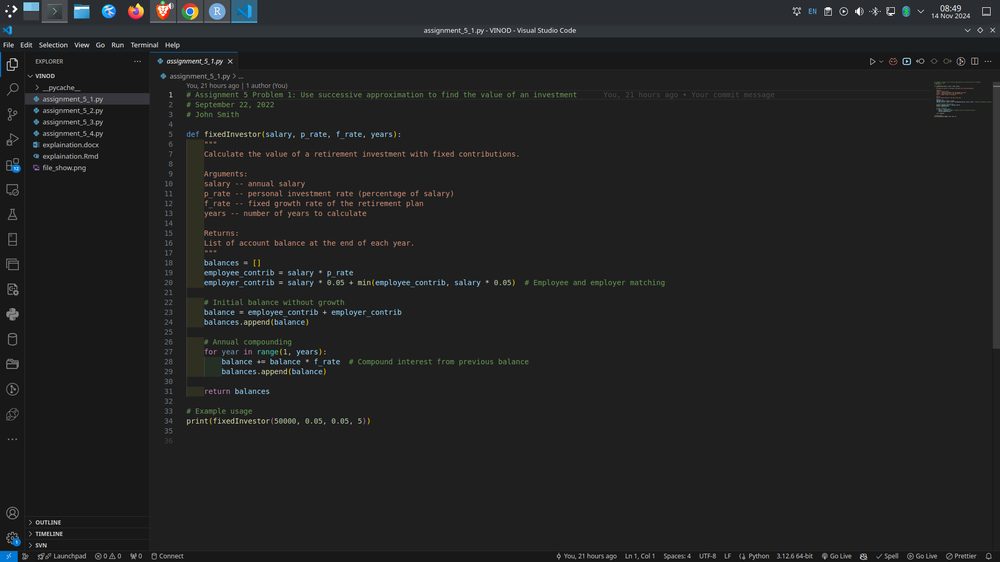 EN
08:49
14 Nov 2024
assignment_5_1.py - VINOD - Visual Studio Code
File Edit Selection View Go Run Terminal Help
EXPLORER
VINOD
__pycache__
assignment_5_1.py
assignment_5_2.py
assignment_5_3.py
assignment_5_4.py
explaination.docx
explaination.Rmd
file_show.png
12
OUTLINE
TIMELINE
SVN
1
assignment_5_1.py
assignment_5_1.py > ...
You, 21 hours ago | 1 author (You)
1 # Assignment 5 Problem 1: Use successive approximation to find the value of an investment You, 21 hours ago • Your commit message
2 # September 22, 2022
3 # John Smith
4
5 def fixedInvestor(salary, p_rate, f_rate, years):
6 """
7 Calculate the value of a retirement investment with fixed contributions.
8
9 Arguments:
10 salary -- annual salary
11 p_rate -- personal investment rate (percentage of salary)
12 f_rate -- fixed growth rate of the retirement plan
13 years -- number of years to calculate
14
15 Returns:
16 List of account balance at the end of each year.
17 """
18 balances = []
19 employee_contrib = salary * p_rate
20 employer_contrib = salary * 0.05 + min(employee_contrib, salary * 0.05) # Employee and employer matching
21
22 # Initial balance without growth
23 balance = employee_contrib + employer_contrib
24 balances.append(balance)
25
26 # Annual compounding
27 for year in range(1, years):
28 balance += balance * f_rate # Compound interest from previous balance
29 balances.append(balance)
30
31 return balances
32
33 # Example usage
34 print(fixedInvestor(50000, 0.05, 0.05, 5))
35
36
Launchpad 0 0 0 Connect You, 21 hours ago Ln 1, Col 1 Spaces: 4 UTF-8 LF Python 3.12.6 64-bit Go Live Spell Go Live Prettier